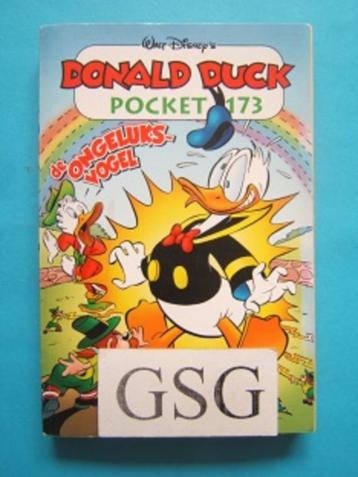 Walt Disney's
DONALD DUCK
POCKET 173
de ONGELUKS-
VOGEL
GSG